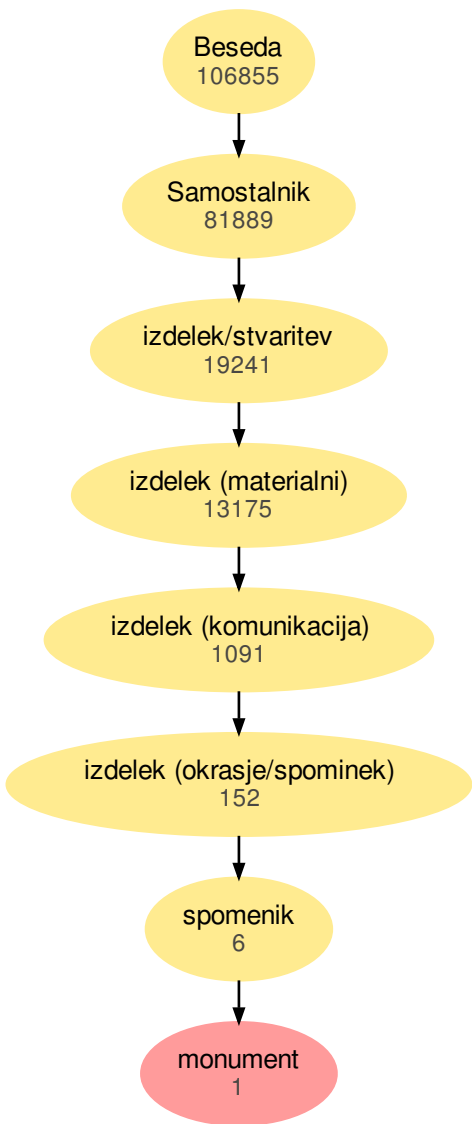 Beseda
106855
Samostalnik
81889
izdelek/stvaritev
19241
izdelek (materialni)
13175
izdelek (komunikacija)
1091
izdelek (okrasje/spominek)
152
spomenik
6
monument
1